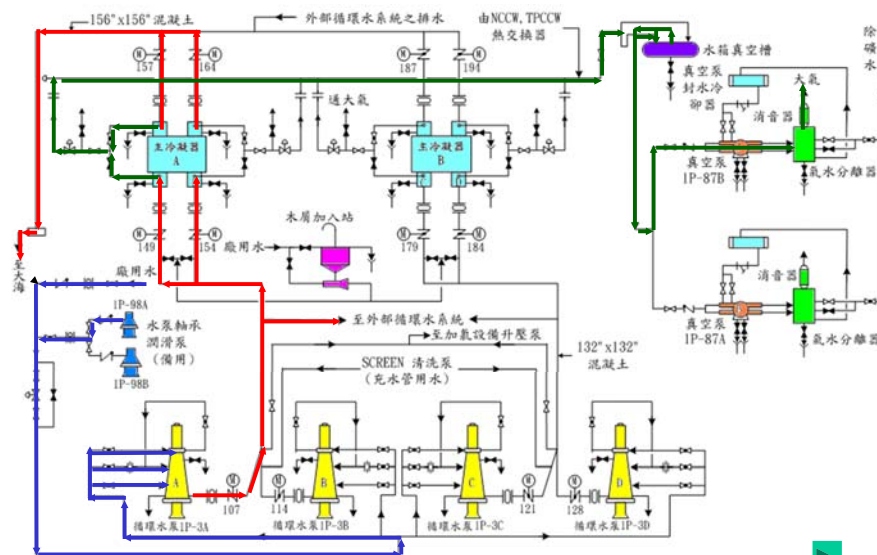 156"x156" 混凝土
外部循環水系統之排水
由NCCW,TPCCW
熱交換器
水箱真空槽
除
礦
水
M
157
M
164
M
187
M
194
真空泵
封水冷
卻器
大氣
消音器
通大氣
主冷凝器
A
主冷凝器
B
真空泵
1P-87B
氣水分離器
木屑加入站
M
149
M
154
廠用水
M
179
M
184
至大海
廠用水
消音器
1P-98A
水泵軸承
潤滑泵
(備用)
1P-98B
至外部循環水系統
至加氯設備升壓泵
真空泵
1P-87A
氣水分離器
SCREEN 清洗泵
(充水管用水)
132"x132"
混凝土
A
B
C
D
M
107
M
114
M
121
M
128
循環水泵1P-3A
循環水泵1P-3B
循環水泵1P-3C
循環水泵1P-3D